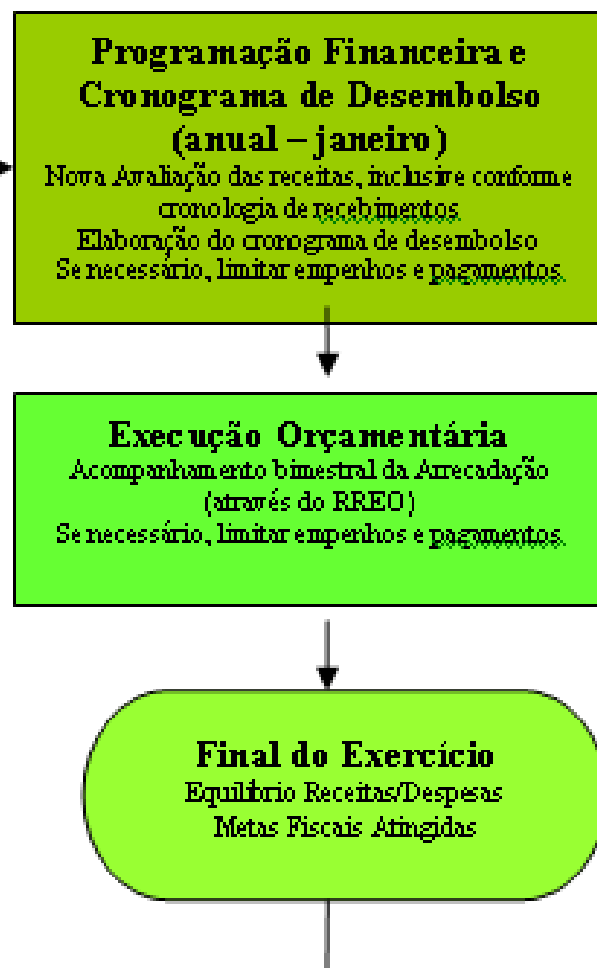 Programação Financeira e
Cronograma de Desembolso
(anual – janeiro)
Nova Avaliação das receitas, inclusive conforme
cronologia de recebimentos
Elaboração do cronograma de desembolso
Se necessário, limitar empenhos e pagamentos.
Execução Orçamentária
Acompanhamento bimestral da Arrecadação
(através do RREO)
Se necessário, limitar empenhos e pagamentos.
Final do Exercício
Equilíbrio Receitas/Despesas
Metas Fiscais Atingidas